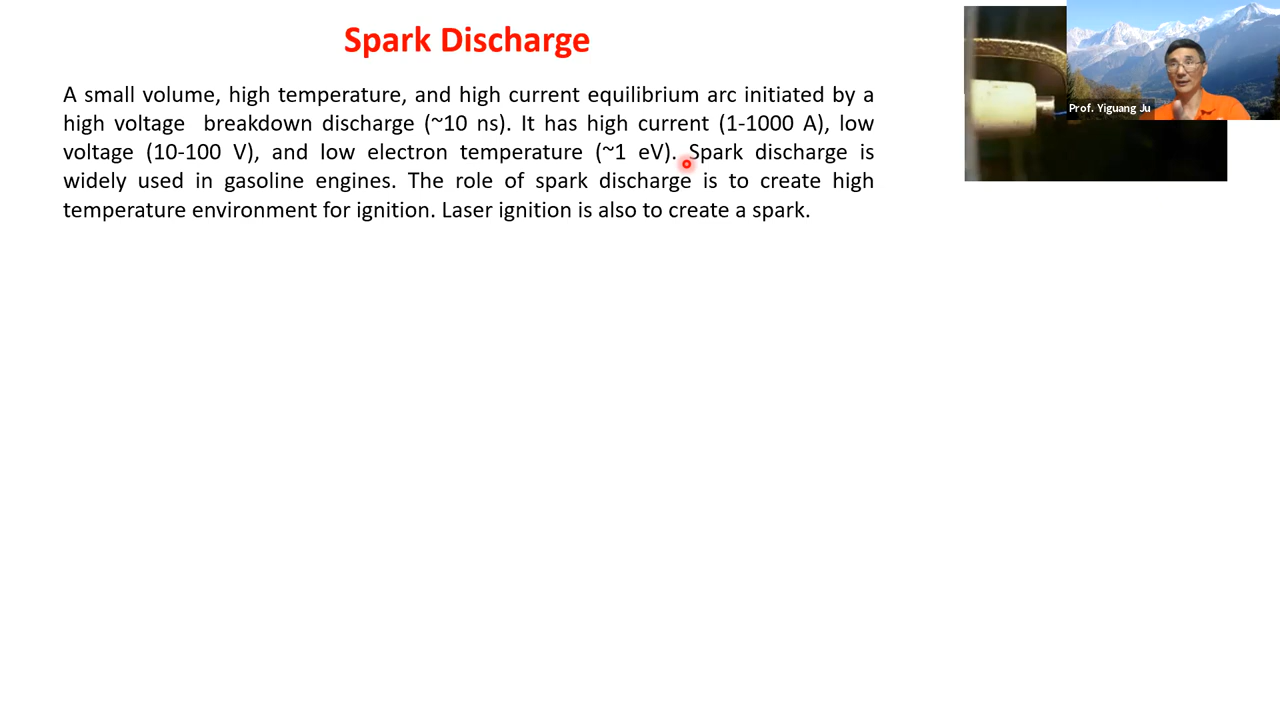 Spark Discharge
A small volume, high temperature, and high current equilibrium arc initiated by a
high voltage breakdown discharge (~10 ns). It has high current (1-1000 A), low
voltage (10-100 V), and low electron temperature (~1 eV). Spark discharge is
widely used in gasoline engines. The role of spark discharge is to create high
temperature environment for ignition. Laser ignition is also to create a spark.
Prof. Yiguang Ju